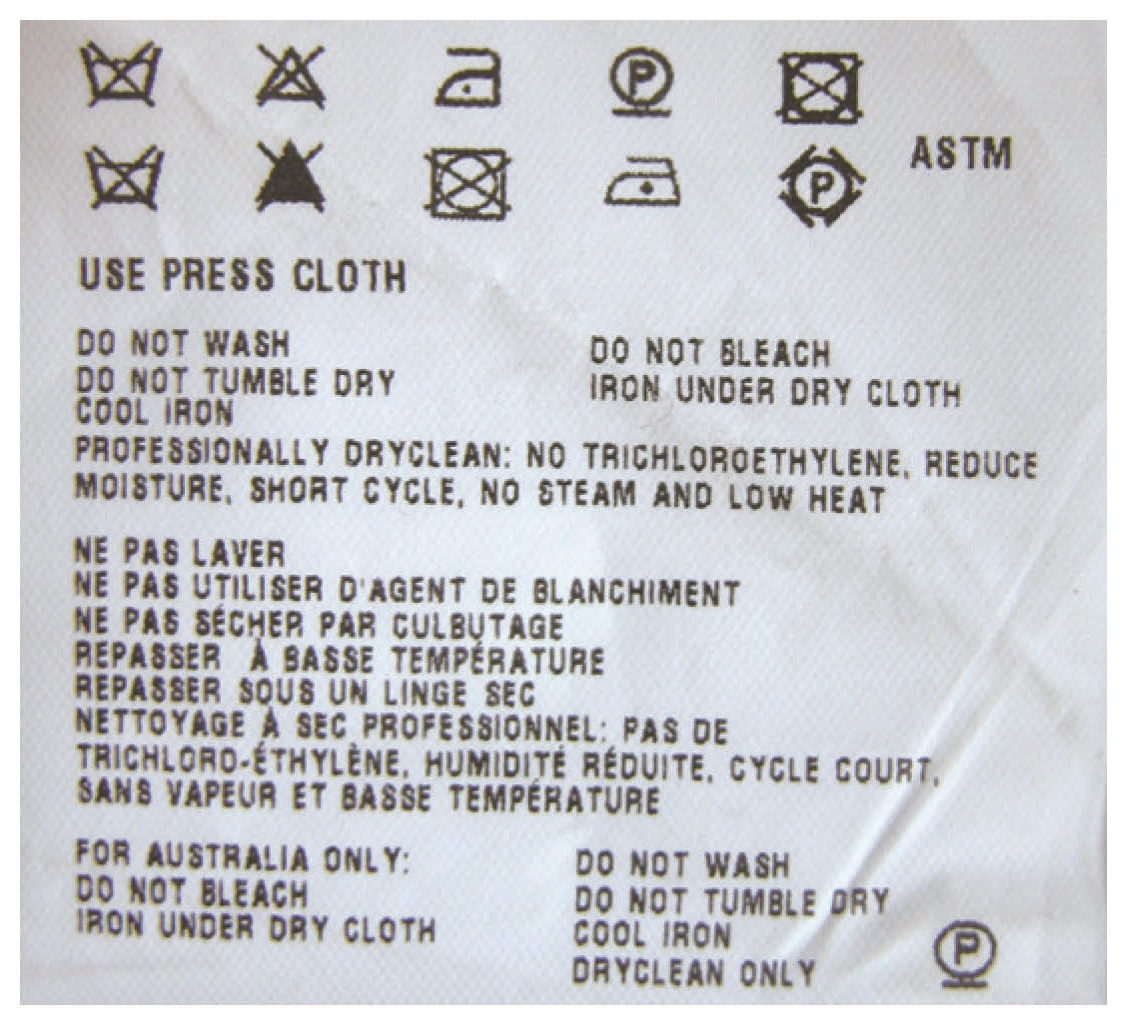 P
ASTM
P
USE PRESS CLOTH
DO NOT WASH
DO NOT BLEACH
DO NOT TUMBLE DRY
IRON UNDER DRY CLOTH
COOL IRON
PROFESSIONALLY DRYCLEAN: NO TRICHLOROETHYLENE, REDUCE
MOISTURE, SHORT CYCLE, NO STEAM AND LOW HEAT
NE PAS LAVER
NE PAS UTILISER D'AGENT DE BLANCHIMENT
NE PAS SÉCHER PAR CULBUTAGE
REPASSER À BASSE TEMPÉRATURE
REPASSER SOUS UN LINGE SEC
NETTOYAGE À SEC PROFESSIONNEL: PAS DE
TRICHLORO-ÉTHYLÈNE, HUMIDITÉ RÉDUITE, CYCLE COURT,
SANS VAPEUR ET BASSE TEMPÉRATURE
FOR AUSTRALIA ONLY:
DO NOT BLEACH
IRON UNDER DRY CLOTH
DO NOT WASH
DO NOT TUMBLE DRY
COOL IRON
DRYCLEAN ONLY
P